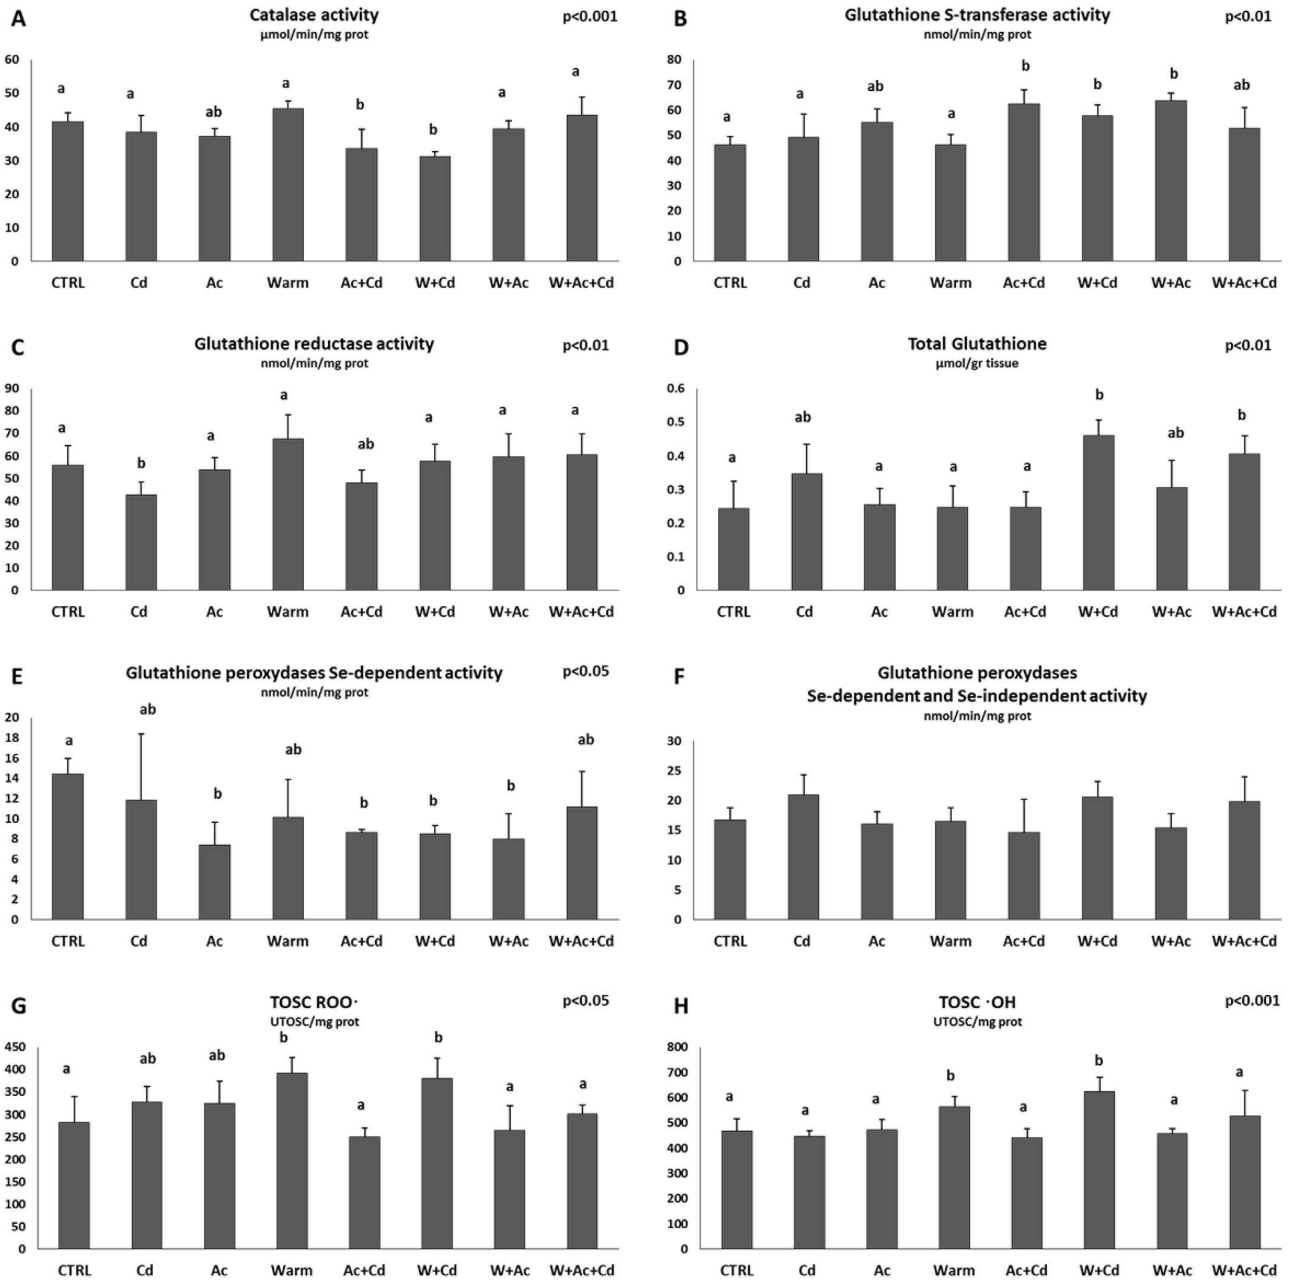 A
Catalase activity
p<0.001
µmol/min/mg prot
60
50
40
30
20
10
0
a
a
ab
a
b
b
a
a
CTRL Cd Ac Warm Ac+Cd W+Cd W+Ac W+Ac+Cd
B
Glutathione S-transferase activity
p<0.01
nmol/min/mg prot
80
70
60
50
40
30
20
10
0
a
a
ab
a
b
b
b
ab
CTRL Cd Ac Warm Ac+Cd W+Cd W+Ac W+Ac+Cd
C
Glutathione reductase activity
p<0.01
nmol/min/mg prot
90
80
70
60
50
40
30
20
10
0
a
b
a
a
ab
a
a
a
CTRL Cd Ac Warm Ac+Cd W+Cd W+Ac W+Ac+Cd
D
Total Glutathione
p<0.01
µmol/gr tissue
0.6
0.5
0.4
0.3
0.2
0.1
0
a
ab
a
a
a
b
ab
b
CTRL Cd Ac Warm Ac+Cd W+Cd W+Ac W+Ac+Cd
E
Glutathione peroxydases Se-dependent activity
p<0.05
nmol/min/mg prot
20
18
16
14
12
10
8
6
4
2
0
a
ab
b
ab
b
b
b
ab
CTRL Cd Ac Warm Ac+Cd W+Cd W+Ac W+Ac+Cd
F
Glutathione peroxydases
Se-dependent and Se-independent activity
nmol/min/mg prot
30
25
20
15
10
5
0
CTRL Cd Ac Warm Ac+Cd W+Cd W+Ac W+Ac+Cd
G
TOSC ROO·
p<0.05
UTOSC/mg prot
450
400
350
300
250
200
150
100
50
0
a
ab
ab
b
a
b
a
a
CTRL Cd Ac Warm Ac+Cd W+Cd W+Ac W+Ac+Cd
H
TOSC ·OH
p<0.001
UTOSC/mg prot
800
700
600
500
400
300
200
100
0
a
a
a
b
a
b
a
a
CTRL Cd Ac Warm Ac+Cd W+Cd W+Ac W+Ac+Cd